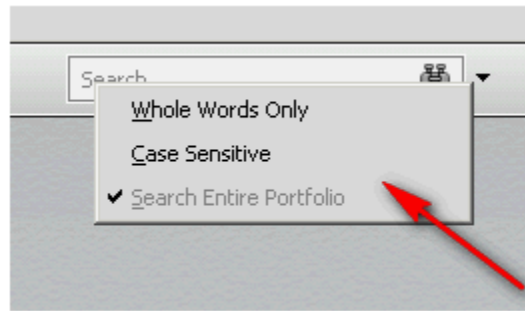 Search
Whole Words Only
Case Sensitive
Search Entire Portfolio